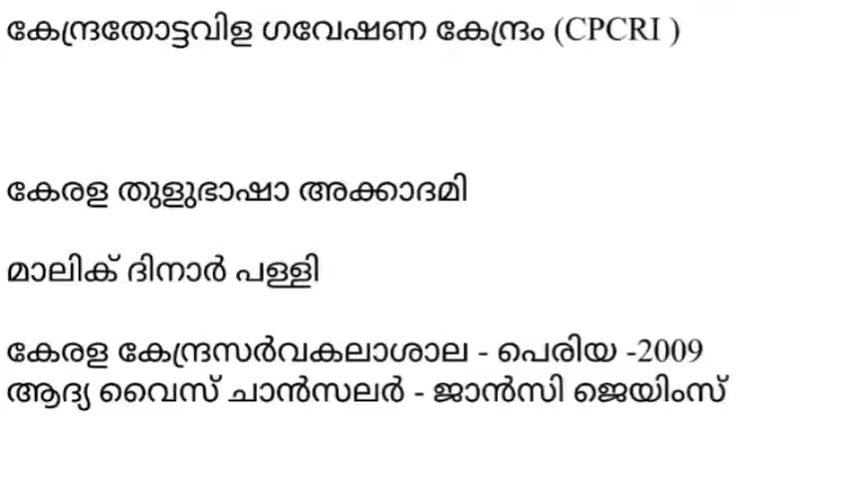 കേന്ദ്രതോട്ടവിള ഗവേഷണ കേന്ദ്രം (CPCRI )
കേരള തുളുഭാഷാ അക്കാദമി
മാലിക് ദിനാർ പള്ളി
കേരള കേന്ദ്രസർവകലാശാല - പെരിയ -2009
ആദ്യ വൈസ് ചാൻസലർ - ജാൻസി ജെയിംസ്